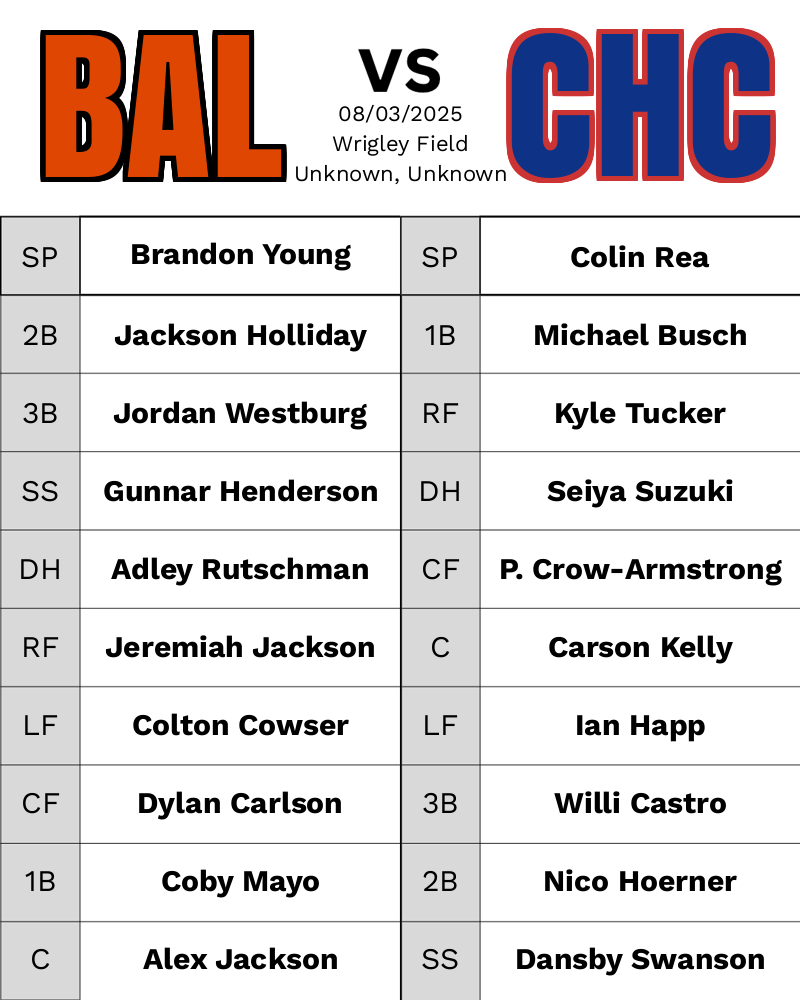 BAL
VS
CHC
08/03/2025
Wrigley Field
Unknown, Unknown
SP Brandon Young SP Colin Rea
2B Jackson Holliday 1B Michael Busch
3B Jordan Westburg RF Kyle Tucker
SS Gunnar Henderson DH Seiya Suzuki
DH Adley Rutschman CF P. Crow-Armstrong
RF Jeremiah Jackson C Carson Kelly
LF Colton Cowser LF Ian Happ
CF Dylan Carlson 3B Willi Castro
1B Coby Mayo 2B Nico Hoerner
C Alex Jackson SS Dansby Swanson